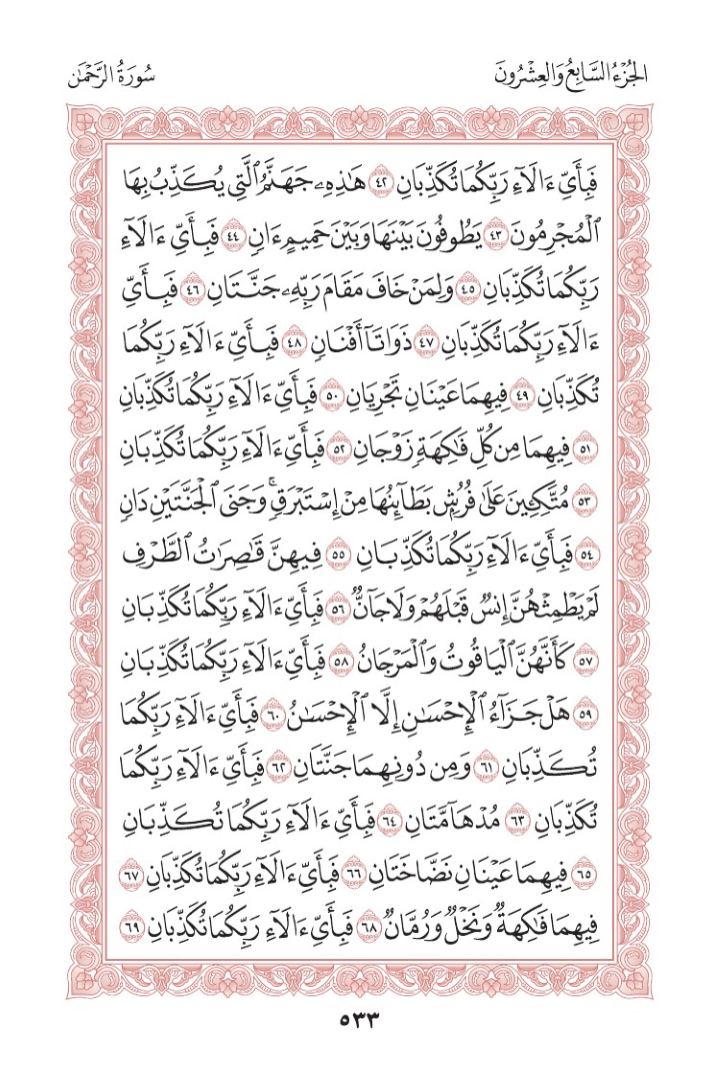 الجُزْءُ السَّابِعُ وَالعِشْرُونَ
سُورَةُ الرَّحْمَٰن
فَبِأَيِّ ءَالَآءِ رَبِّكُمَا تُكَذِّبَانِ ٤٢ هَٰذِهِۦ جَهَنَّمُ ٱلَّتِي يُكَذِّبُ بِهَا
ٱلْمُجْرِمُونَ ٤٣ يَطُوفُونَ بَيْنَهَا وَبَيْنَ حَمِيمٍ ءَانٍ ٤٤ فَبِأَيِّ ءَالَآءِ
رَبِّكُمَا تُكَذِّبَانِ ٤٥ وَلِمَنْ خَافَ مَقَامَ رَبِّهِۦ جَنَّتَانِ ٤٦ فَبِأَيِّ
ءَالَآءِ رَبِّكُمَا تُكَذِّبَانِ ٤٧ ذَوَاتَآ أَفْنَانٍ ٤٨ فَبِأَيِّ ءَالَآءِ رَبِّكُمَا
تُكَذِّبَانِ ٤٩ فِيهِمَا عَيْنَانِ تَجْرِيَانِ ٥٠ فَبِأَيِّ ءَالَآءِ رَبِّكُمَا تُكَذِّبَانِ
٥١ فِيهِمَا مِن كُلِّ فَٰكِهَةٍ زَوْجَانِ ٥٢ فَبِأَيِّ ءَالَآءِ رَبِّكُمَا تُكَذِّبَانِ
٥٣ مُتَّكِـِٔينَ عَلَىٰ فُرُشٍۭ بَطَآئِنُهَا مِنْ إِسْتَبْرَقٍۚ وَجَنَى ٱلْجَنَّتَيْنِ دَانٍ
٥٤ فَبِأَيِّ ءَالَآءِ رَبِّكُمَا تُكَذِّبَانِ ٥٥ فِيهِنَّ قَٰصِرَٰتُ ٱلطَّرْفِ
لَمْ يَطْمِثْهُنَّ إِنسٌ قَبْلَهُمْ وَلَا جَآنٌّ ٥٦ فَبِأَيِّ ءَالَآءِ رَبِّكُمَا تُكَذِّبَانِ
٥٧ كَأَنَّهُنَّ ٱلْيَاقُوتُ وَٱلْمَرْجَانُ ٥٨ فَبِأَيِّ ءَالَآءِ رَبِّكُمَا تُكَذِّبَانِ
٥٩ هَلْ جَزَآءُ ٱلْإِحْسَٰنِ إِلَّا ٱلْإِحْسَٰنُ ٦٠ فَبِأَيِّ ءَالَآءِ رَبِّكُمَا
تُكَذِّبَانِ ٦١ وَمِن دُونِهِمَا جَنَّتَانِ ٦٢ فَبِأَيِّ ءَالَآءِ رَبِّكُمَا
تُكَذِّبَانِ ٦٣ مُدْهَآمَّتَانِ ٦٤ فَبِأَيِّ ءَالَآءِ رَبِّكُمَا تُكَذِّبَانِ
٦٥ فِيهِمَا عَيْنَانِ نَضَّاخَتَانِ ٦٦ فَبِأَيِّ ءَالَآءِ رَبِّكُمَا تُكَذِّبَانِ ٦٧
فِيهِمَا فَٰكِهَةٌ وَنَخْلٌ وَرُمَّانٌ ٦٨ فَبِأَيِّ ءَالَآءِ رَبِّكُمَا تُكَذِّبَانِ ٦٩
٥٣٣